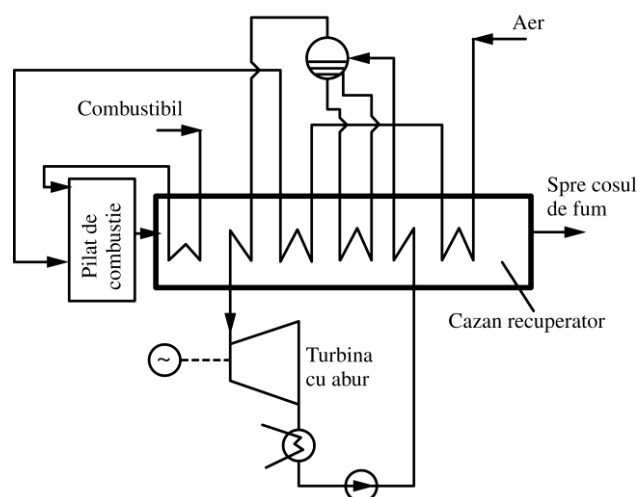 Aer
Combustibil
Spre cosul
de fum
Pilat de
combustie
Cazan recuperator
Turbina
cu abur
~